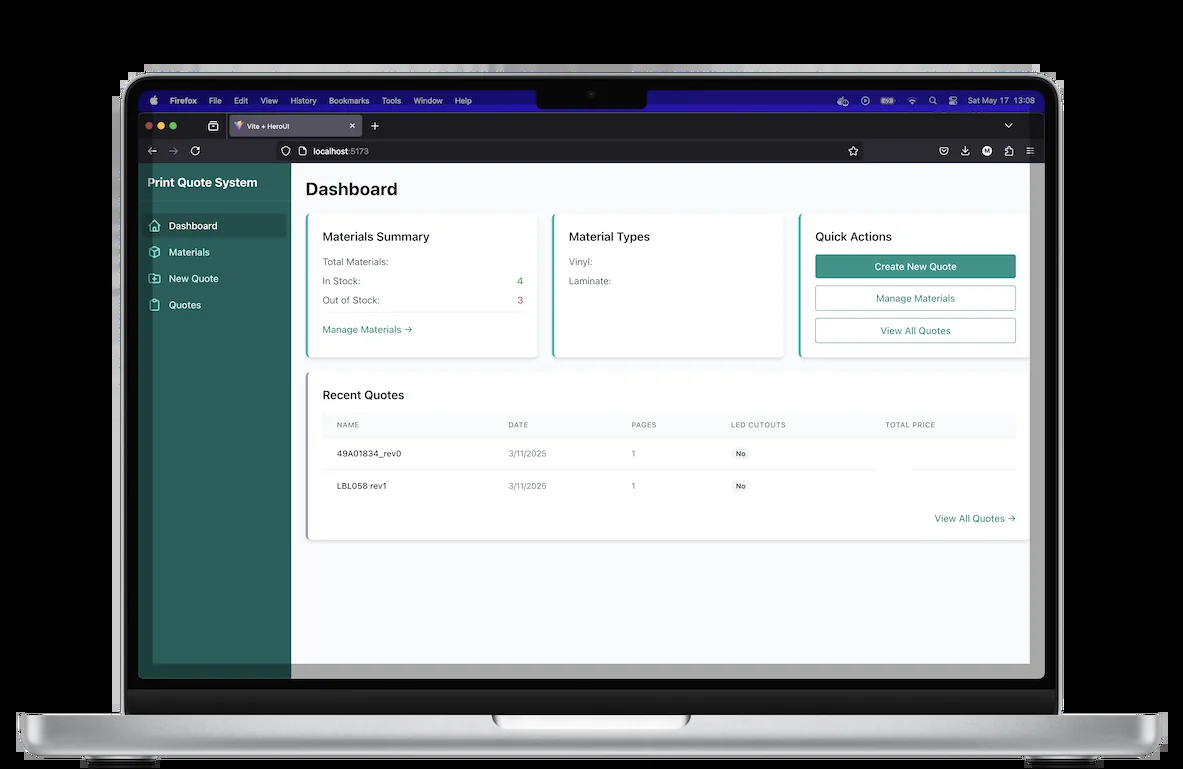 Firefox File Edit View History Bookmarks Tools Window Help Sat May 17 13:08
Vite + HeroUI
localhost:5173
Print Quote System
Dashboard
Materials
New Quote
Quotes
Dashboard
Materials Summary
Total Materials:
In Stock: 4
Out of Stock: 3
Manage Materials →
Material Types
Vinyl:
Laminate:
Quick Actions
Create New Quote
Manage Materials
View All Quotes
Recent Quotes
NAME DATE PAGES LED CUTOUTS TOTAL PRICE
49A01834_rev0 3/11/2025 1 No
LBL058 rev1 3/11/2025 1 No
View All Quotes →